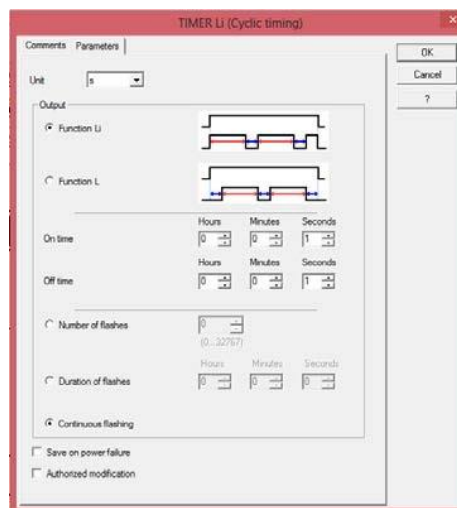 TIMER Li (Cyclic timing)
Comments Parameters
OK
Cancel
?
Unit s
Output
Function Li
Function L
Hours Minutes Seconds
On time 0 0 1
Hours Minutes Seconds
Off time 0 0 1
Number of flashes 0
(0...32767)
Hours Minutes Seconds
Duration of flashes 0 0 0
Continuous flashing
Save on power failure
Authorized modification